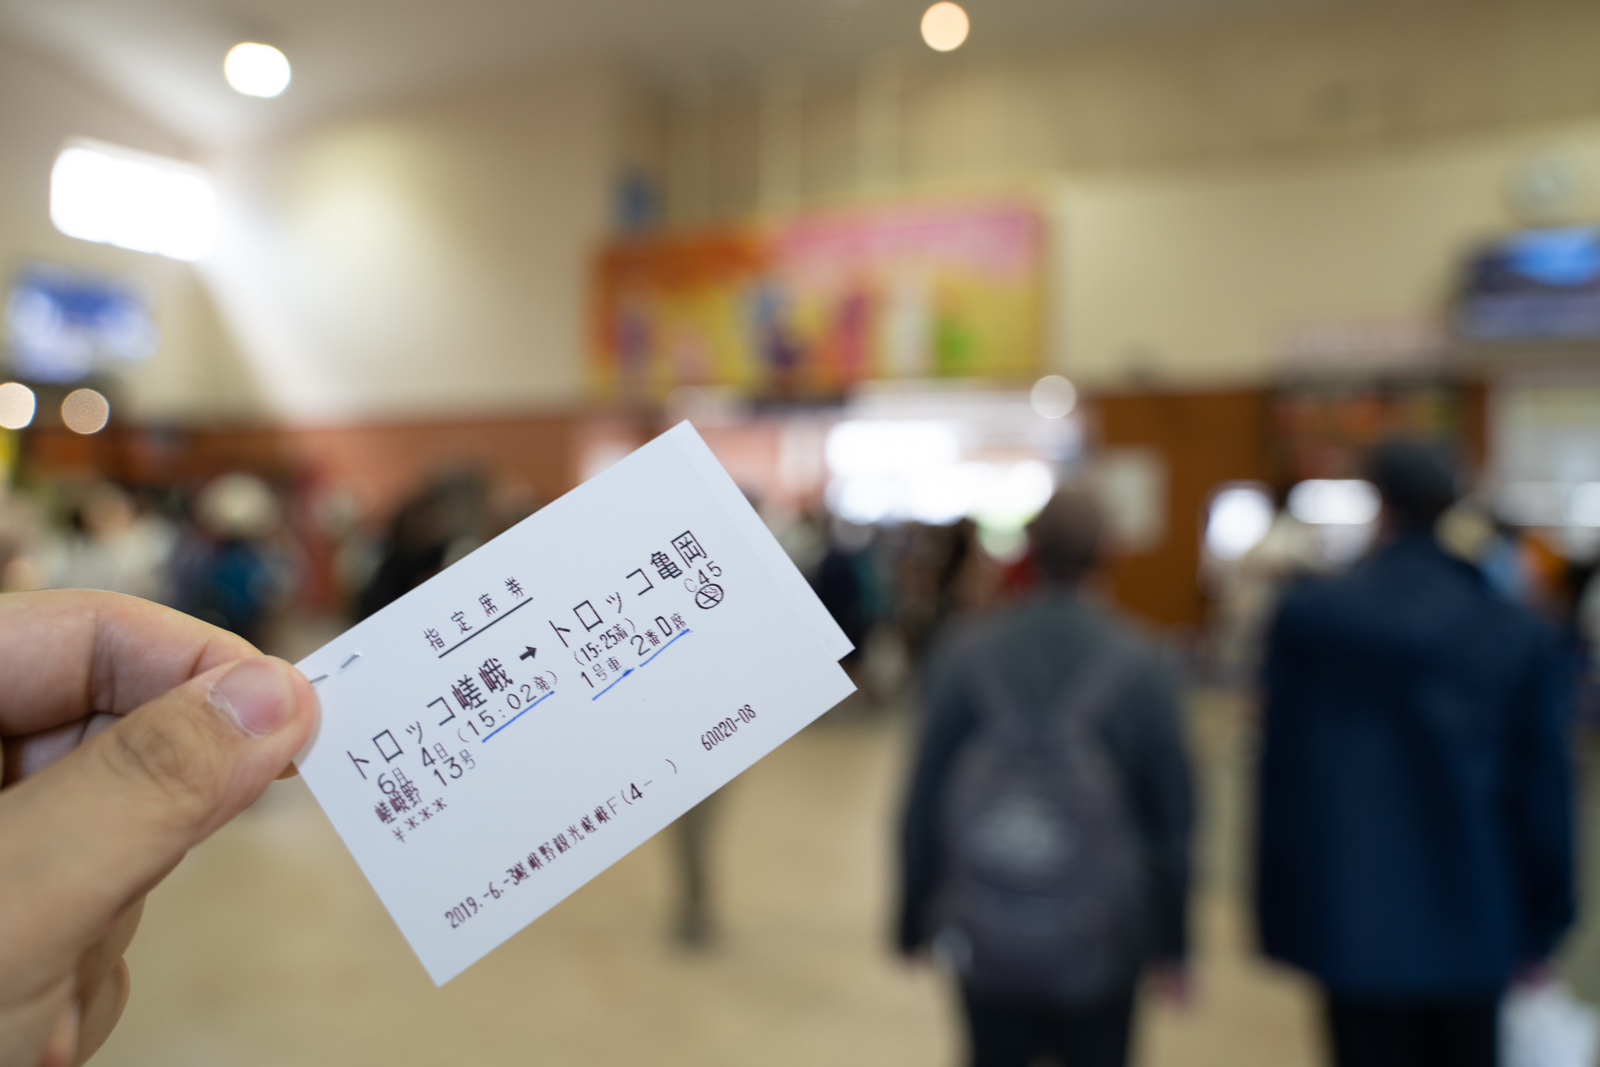 指定席券
トロッコ嵯峨 ➡ トロッコ亀岡
6月 4日 (15:02発) (15:25着) C45
嵯峨野 13号 1号車 2番D席
¥***
2019.-6.-3嵯峨野観光嵯峨F(4- ) 60020-08